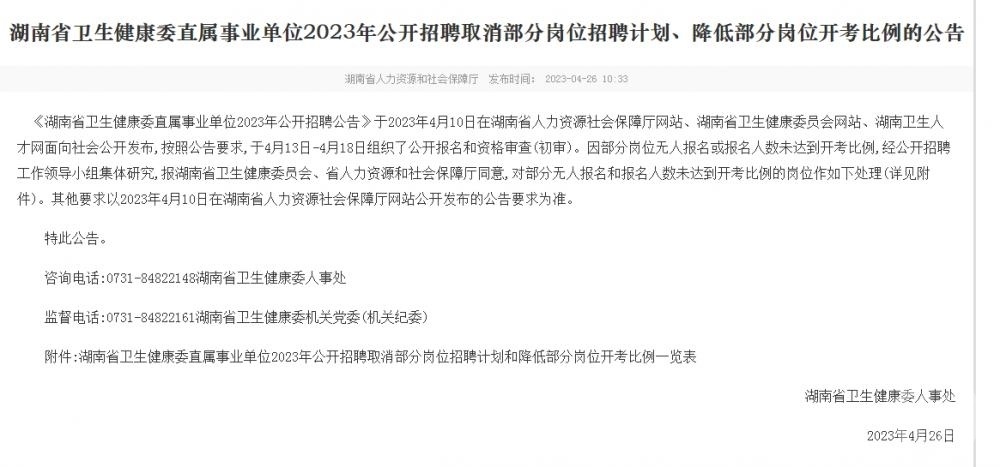 湖南省卫生健康委直属事业单位2023年公开招聘取消部分岗位招聘计划、降低部分岗位开考比例的公告
湖南省人力资源和社会保障厅 发布时间： 2023-04-26 10:33
《湖南省卫生健康委直属事业单位2023年公开招聘公告》于2023年4月10日在湖南省人力资源社会保障厅网站、湖南省卫生健康委员会网站、湖南卫生人
才网面向社会公开发布,按照公告要求,于4月13日-4月18日组织了公开报名和资格审查(初审)。因部分岗位无人报名或报名人数未达到开考比例,经公开招聘
工作领导小组集体研究,报湖南省卫生健康委员会、省人力资源和社会保障厅同意,对部分无人报名和报名人数未达到开考比例的岗位作如下处理(详见附
件)。其他要求以2023年4月10日在湖南省人力资源社会保障厅网站公开发布的公告要求为准。
特此公告。
咨询电话:0731-84822148湖南省卫生健康委人事处
监督电话:0731-84822161湖南省卫生健康委机关党委(机关纪委)
附件:湖南省卫生健康委直属事业单位2023年公开招聘取消部分岗位招聘计划和降低部分岗位开考比例一览表
湖南省卫生健康委人事处
2023年4月26日